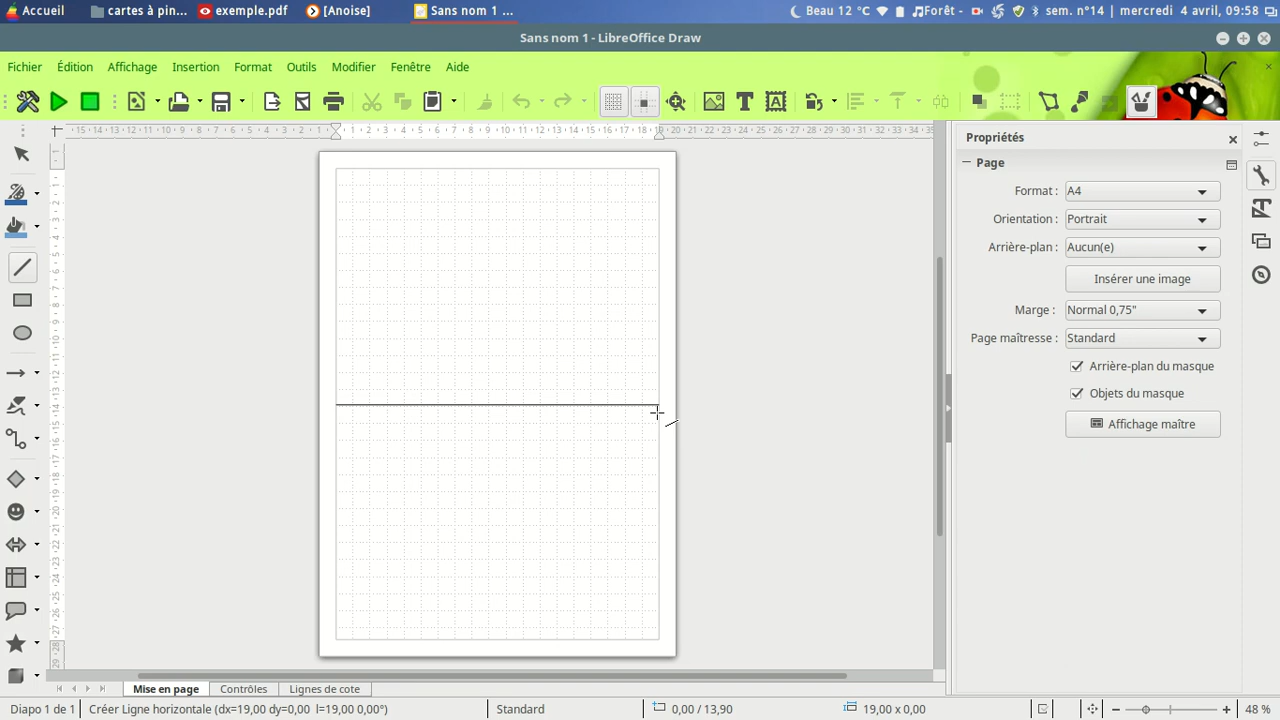 Accueil cartes à pin... exemple.pdf [Anoise] Sans nom 1 ... Beau 12 °C Forêt - sem. n°14 | mercredi 4 avril, 09:58
Sans nom 1 - LibreOffice Draw
Fichier Édition Affichage Insertion Format Outils Modifier Fenêtre Aide
Propriétés
Page
Format : A4
Orientation : Portrait
Arrière-plan : Aucun(e)
Insérer une image
Marge : Normal 0,75"
Page maîtresse : Standard
Arrière-plan du masque
Objets du masque
Affichage maître
Mise en page Contrôles Lignes de cote
Diapo 1 de 1 Créer Ligne horizontale (dx=19,00 dy=0,00 l=19,00 0,00°) Standard 0,00 / 13,90 19,00 x 0,00 48 %